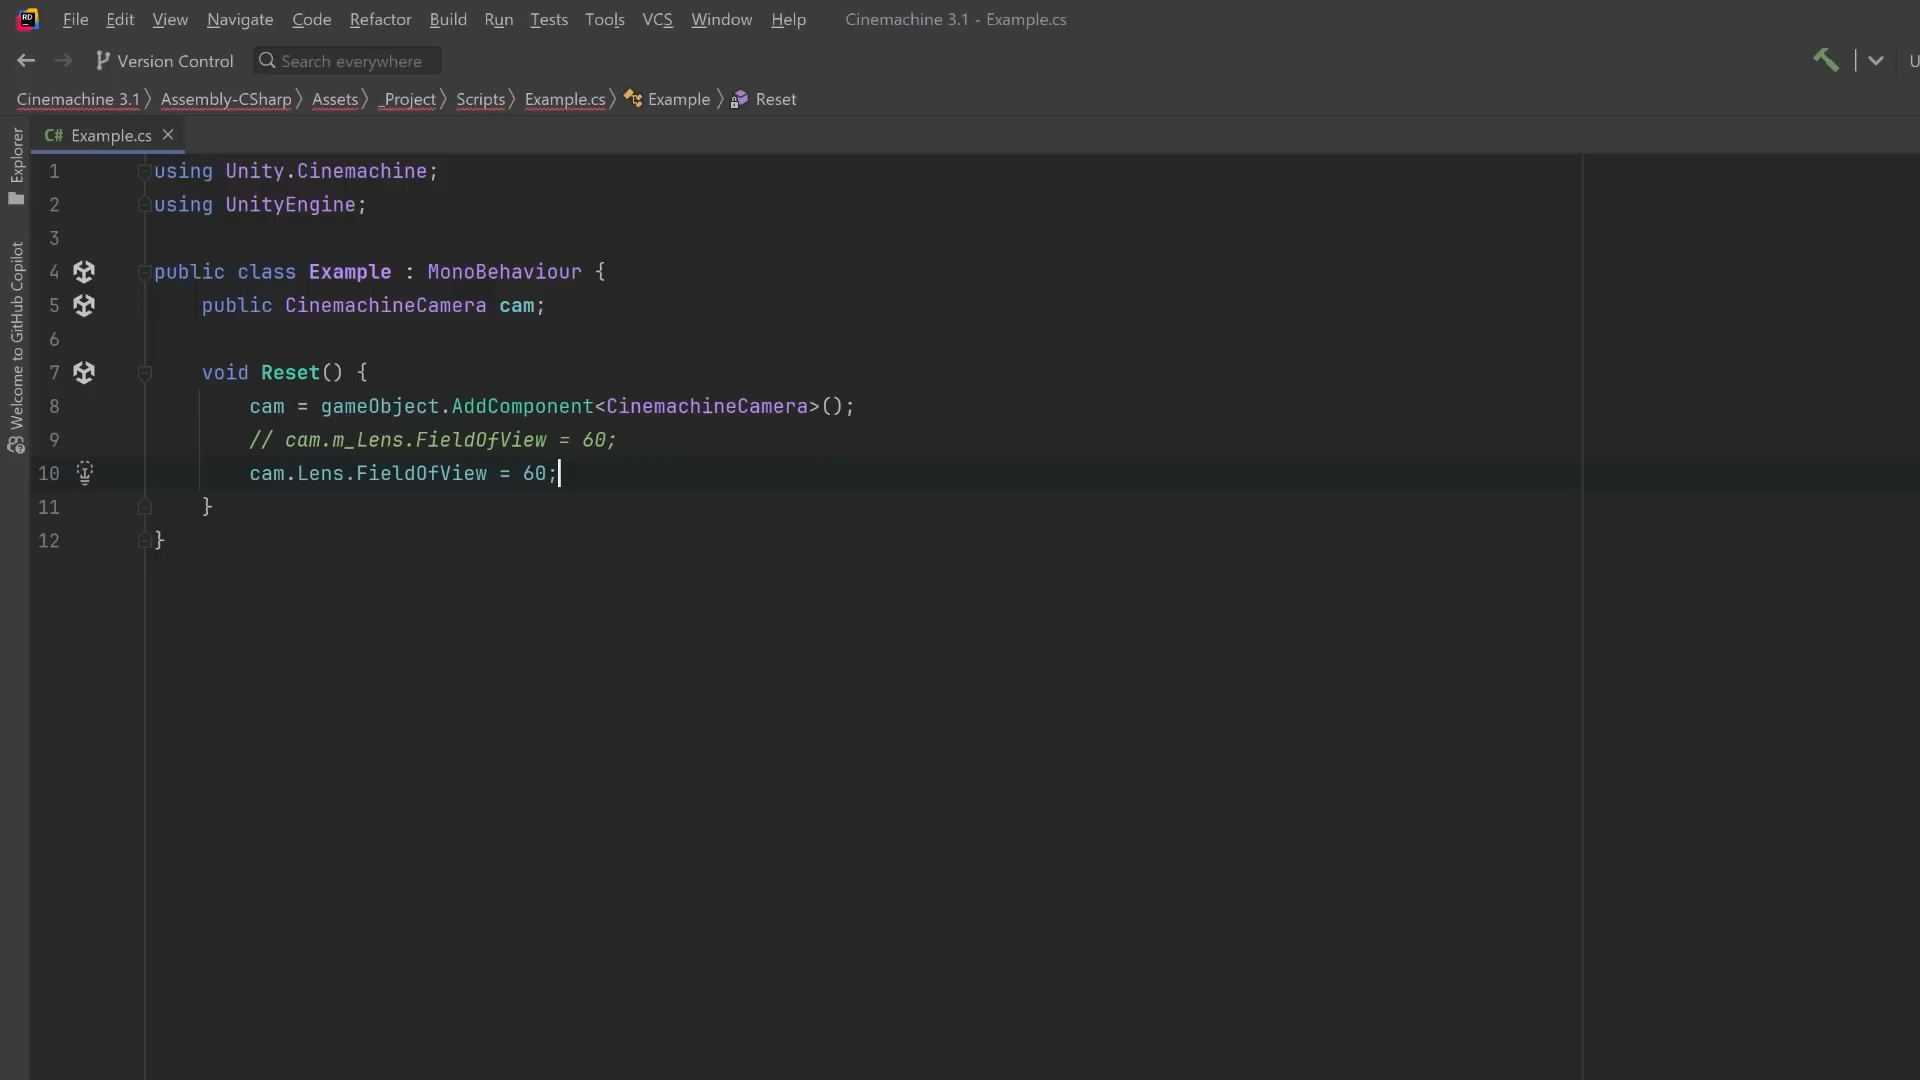 File Edit View Navigate Code Refactor Build Run Tests Tools VCS Window Help Cinemachine 3.1 - Example.cs
Version Control Search everywhere
Cinemachine 3.1 Assembly-CSharp Assets _Project Scripts Example.cs Example Reset
C# Example.cs
Explorer
Welcome to GitHub Copilot
1 using Unity.Cinemachine;
2 using UnityEngine;
3
4 public class Example : MonoBehaviour {
5 public CinemachineCamera cam;
6
7 void Reset() {
8 cam = gameObject.AddComponent<CinemachineCamera>();
9 // cam.m_Lens.FieldOfView = 60;
10 cam.Lens.FieldOfView = 60;
11 }
12 }